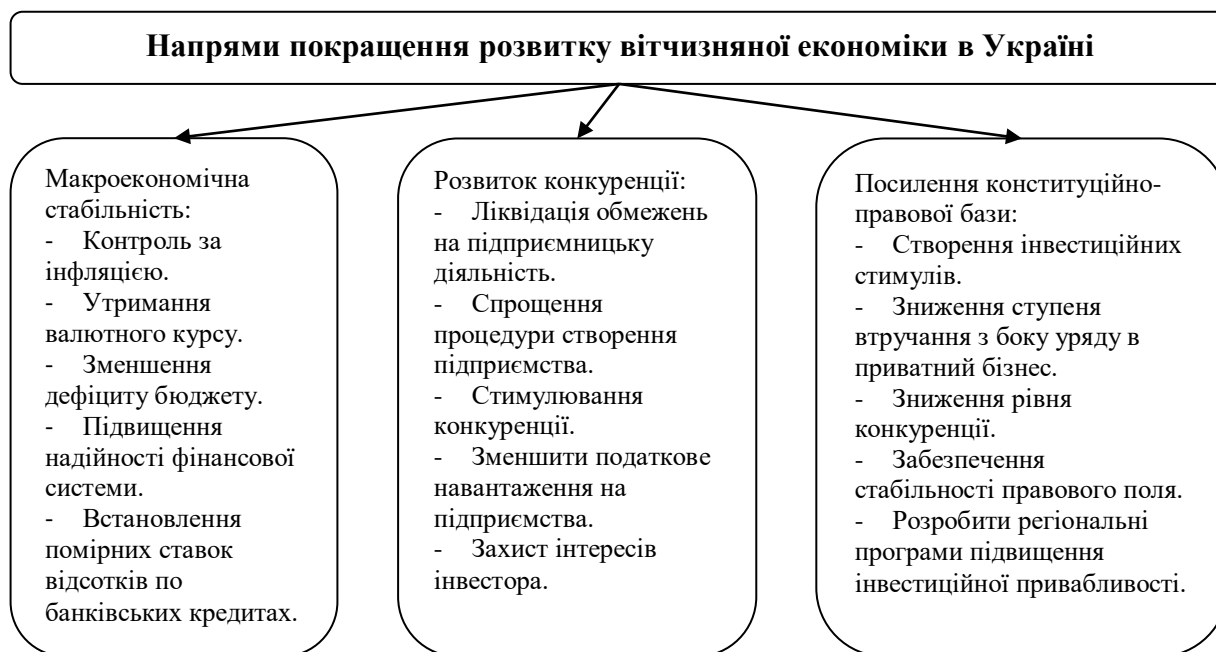 Напрями покращення розвитку вітчизняної економіки в Україні
Макроекономічна
стабільність:
- Контроль за
інфляцією.
- Утримання
валютного курсу.
- Зменшення
дефіциту бюджету.
- Підвищення
надійності фінансової
системи.
- Встановлення
помірних ставок
відсотків по
банківських кредитах.
Розвиток конкуренції:
- Ліквідація обмежень
на підприємницьку
діяльність.
- Спрощення
процедури створення
підприємства.
- Стимулювання
конкуренції.
- Зменшити податкове
навантаження на
підприємства.
- Захист інтересів
інвестора.
Посилення конституційно-
правової бази:
- Створення інвестиційних
стимулів.
- Зниження ступеня
втручання з боку уряду в
приватний бізнес.
- Зниження рівня
конкуренції.
- Забезпечення
стабільності правового поля.
- Розробити регіональні
програми підвищення
інвестиційної привабливості.